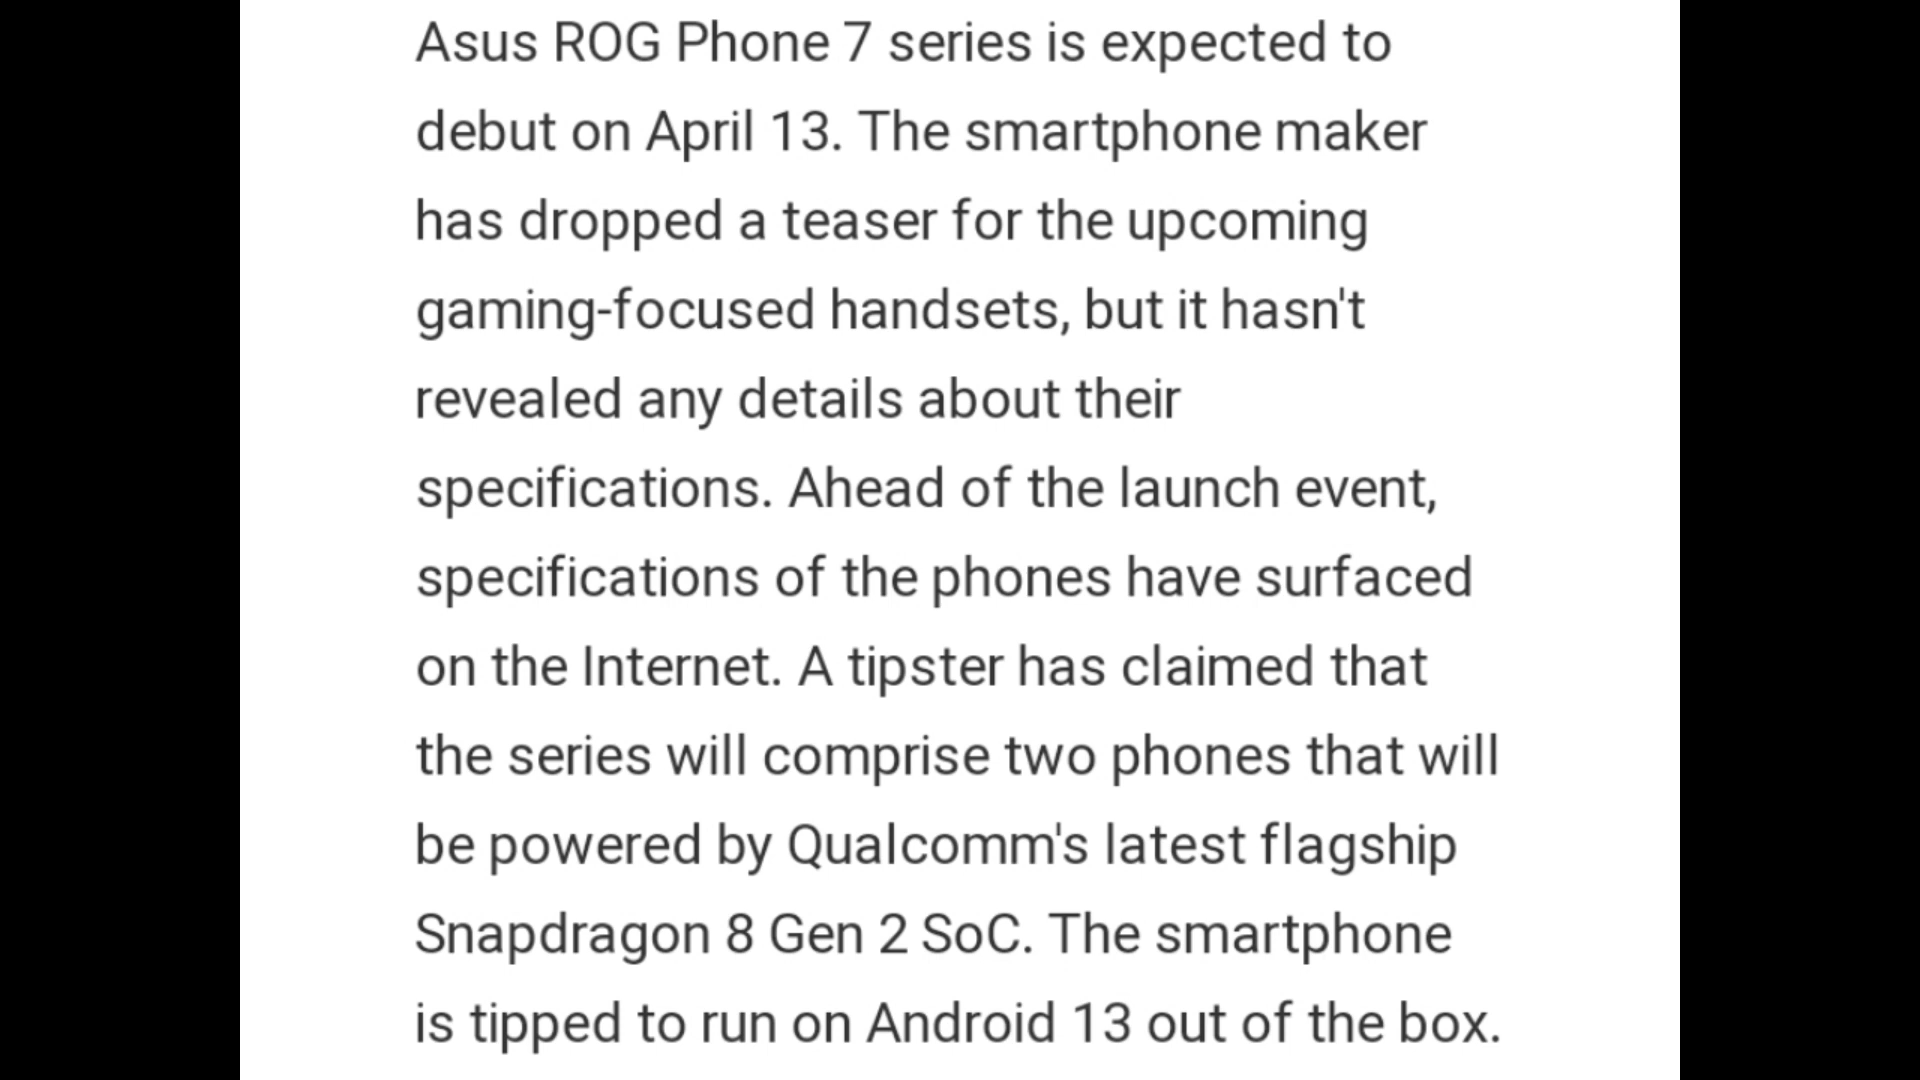 Asus ROG Phone 7 series is expected to
debut on April 13. The smartphone maker
has dropped a teaser for the upcoming
gaming-focused handsets, but it hasn't
revealed any details about their
specifications. Ahead of the launch event,
specifications of the phones have surfaced
on the Internet. A tipster has claimed that
the series will comprise two phones that will
be powered by Qualcomm's latest flagship
Snapdragon 8 Gen 2 SoC. The smartphone
is tipped to run on Android 13 out of the box.